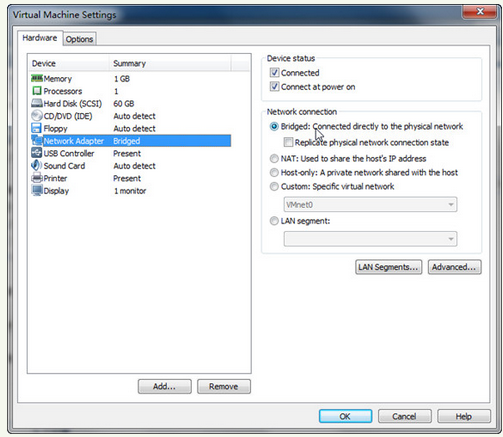 Virtual Machine Settings
Hardware Options
Device Summary
Memory 1 GB
Processors 1
Hard Disk (SCSI) 60 GB
CD/DVD (IDE) Auto detect
Floppy Auto detect
Network Adapter Bridged
USB Controller Present
Sound Card Auto detect
Printer Present
Display 1 monitor
Add... Remove
Device status
Connected
Connect at power on
Network connection
Bridged: Connected directly to the physical network
Replicate physical network connection state
NAT: Used to share the host's IP address
Host-only: A private network shared with the host
Custom: Specific virtual network
VMnet0
LAN segment:
LAN Segments... Advanced...
OK Cancel Help